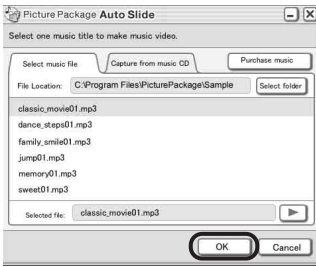 Picture Package Auto Slide
Select one music title to make music video.
Select music file Capture from music CD Purchase music
File Location: C:\Program Files\PicturePackage\Sample Select folder
classic_movie01.mp3
dance_steps01.mp3
family_smile01.mp3
jump01.mp3
memory01.mp3
sweet01.mp3
Selected file: classic_movie01.mp3
OK Cancel